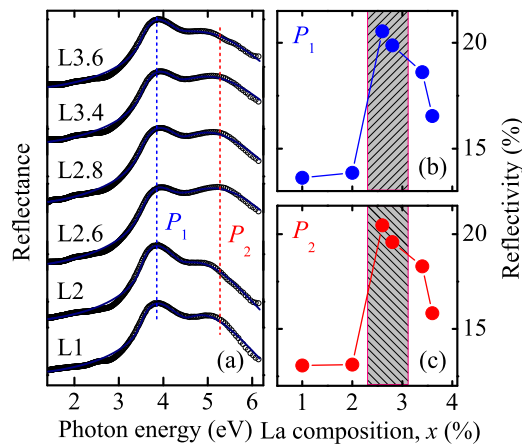 L3.6
L3.4
L2.8
L2.6
L2
L1
P1
P2
(a)
Reflectance
2 3 4 5 6
Photon energy (eV)
P1
(b)
20
15
P2
(c)
20
15
Reflectivity (%)
0 1 2 3 4
La composition, x (%)